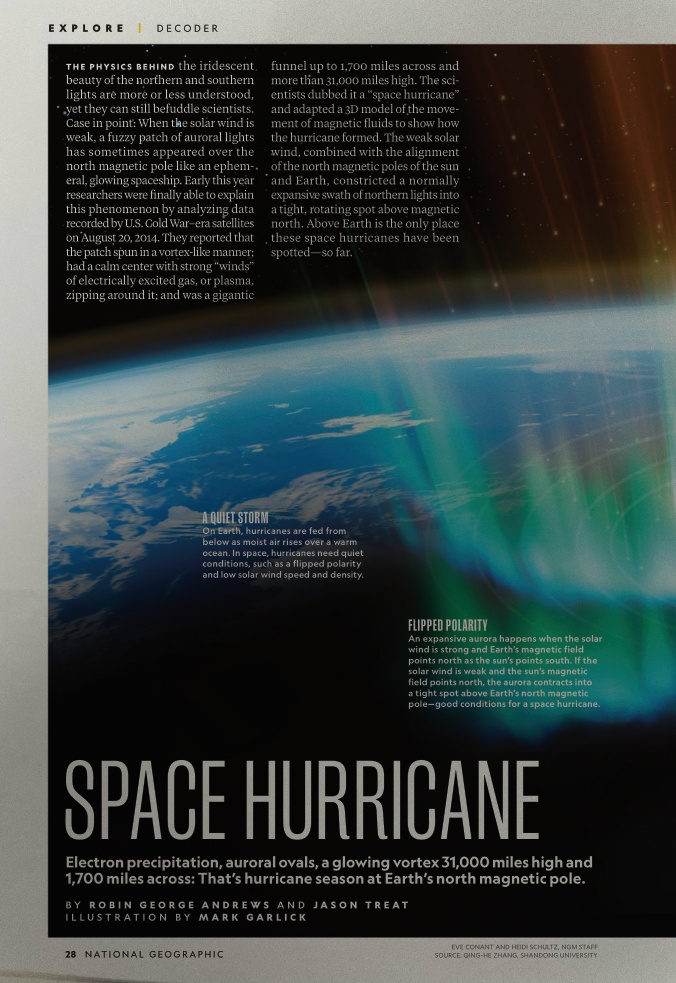 EXPLORE | DECODER
THE PHYSICS BEHIND the iridescent
beauty of the northern and southern
lights are more or less understood,
yet they can still befuddle scientists.
Case in point: When the solar wind is
weak, a fuzzy patch of auroral lights
has sometimes appeared over the
north magnetic pole like an ephem-
eral, glowing spaceship. Early this year
researchers were finally able to explain
this phenomenon by analyzing data
recorded by U.S. Cold War–era satellites
on August 20, 2014. They reported that
the patch spun in a vortex-like manner;
had a calm center with strong “winds”
of electrically excited gas, or plasma,
zipping around it; and was a gigantic
funnel up to 1,700 miles across and
more than 31,000 miles high. The sci-
entists dubbed it a “space hurricane”
and adapted a 3D model of the move-
ment of magnetic fluids to show how
the hurricane formed. The weak solar
wind, combined with the alignment
of the north magnetic poles of the sun
and Earth, constricted a normally
expansive swath of northern lights into
a tight, rotating spot above magnetic
north. Above Earth is the only place
these space hurricanes have been
spotted—so far.
A QUIET STORM
On Earth, hurricanes are fed from
below as moist air rises over a warm
ocean. In space, hurricanes need quiet
conditions, such as a flipped polarity
and low solar wind speed and density.
FLIPPED POLARITY
An expansive aurora happens when the solar
wind is strong and Earth’s magnetic field
points north as the sun’s points south. If the
solar wind is weak and the sun’s magnetic
field points north, the aurora contracts into
a tight spot above Earth’s north magnetic
pole—good conditions for a space hurricane.
SPACE HURRICANE
Electron precipitation, auroral ovals, a glowing vortex 31,000 miles high and
1,700 miles across: That’s hurricane season at Earth’s north magnetic pole.
BY ROBIN GEORGE ANDREWS AND JASON TREAT
ILLUSTRATION BY MARK GARLICK
28 NATIONAL GEOGRAPHIC
EVE CONANT AND HEIDI SCHULTZ, NGM STAFF
SOURCE: QING-HE ZHANG, SHANDONG UNIVERSITY